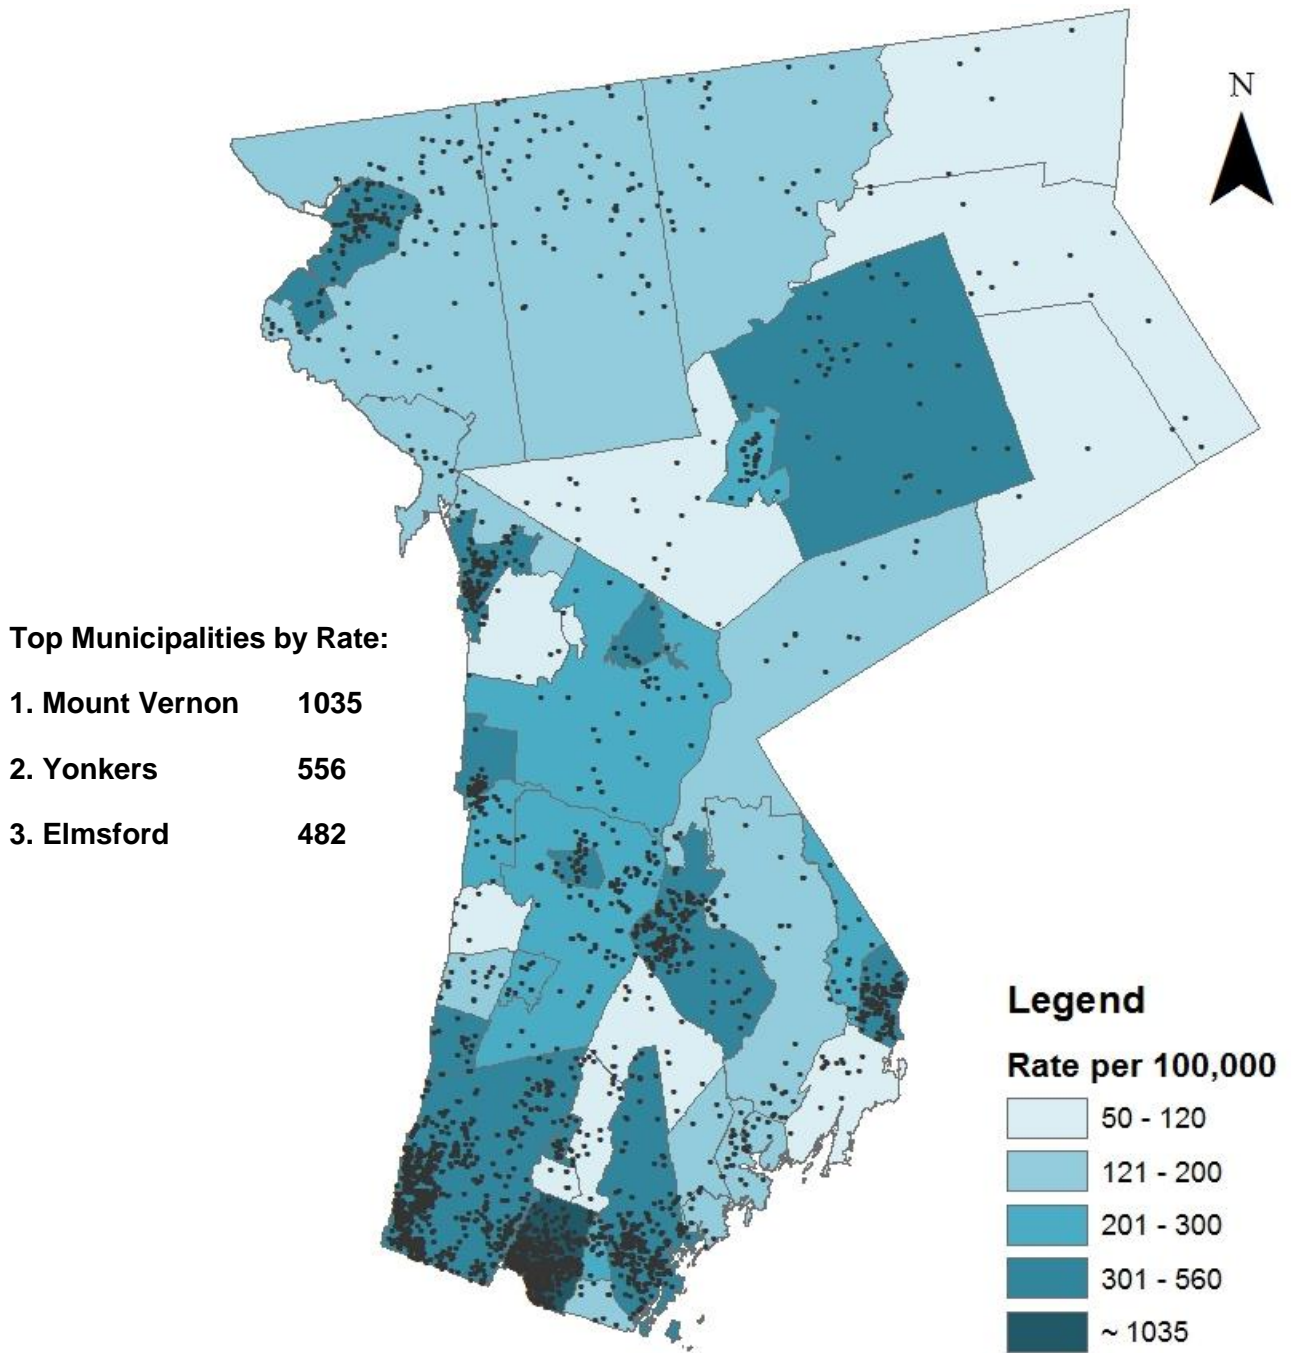 N
Top Municipalities by Rate:
1. Mount Vernon 1035
2. Yonkers 556
3. Elmsford 482
Legend
Rate per 100,000
50 - 120
121 - 200
201 - 300
301 - 560
~ 1035